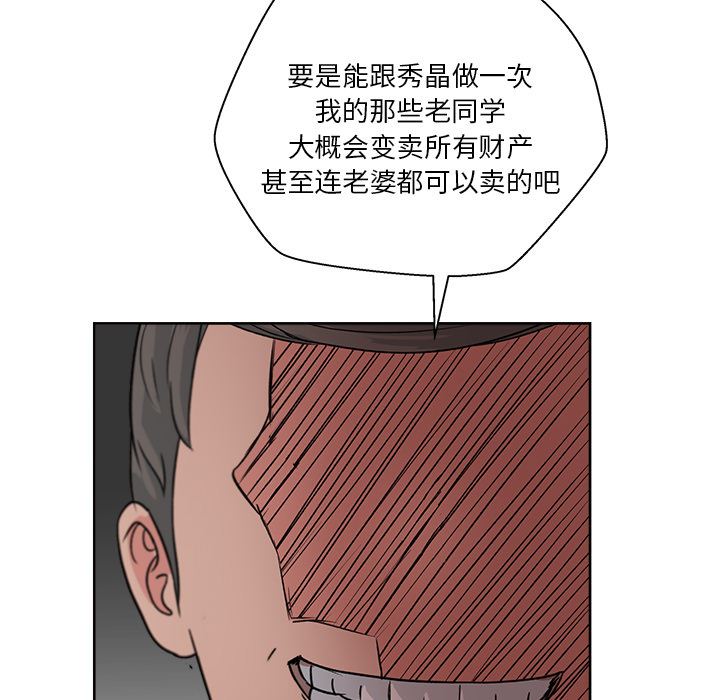 要是能跟秀晶做一次
我的那些老同学
大概会变卖所有财产
甚至连老婆都可以卖的吧